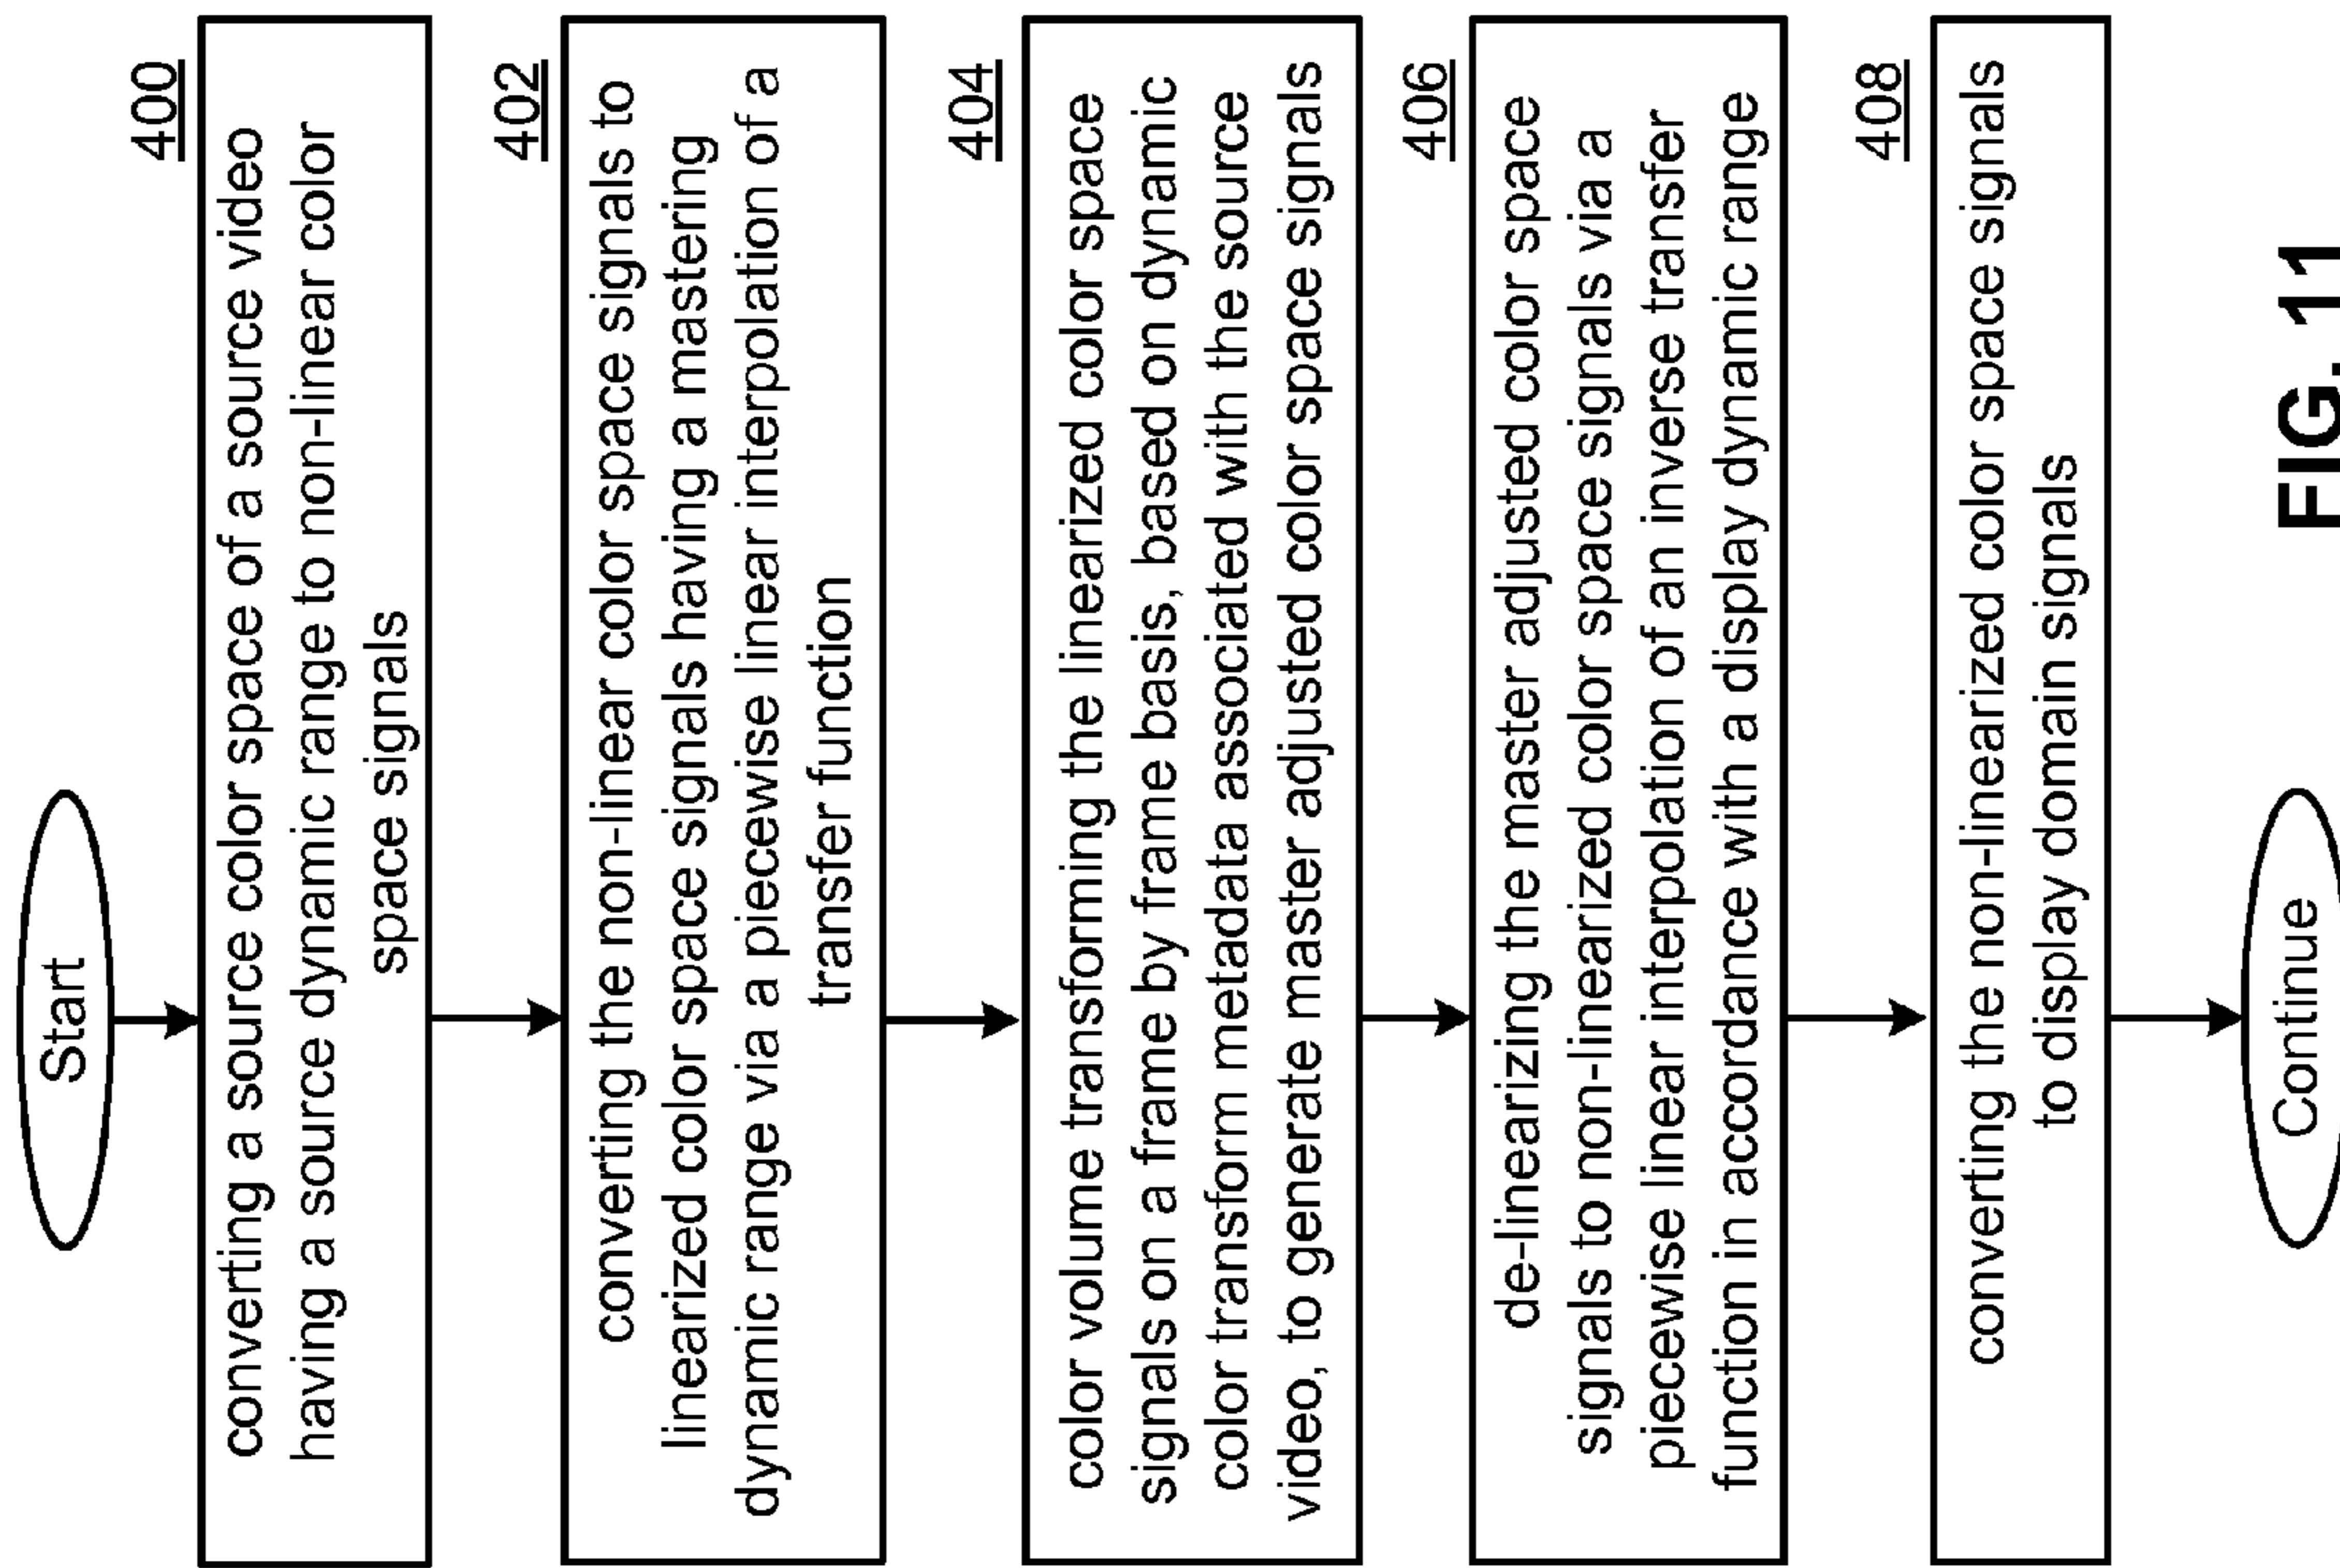 Start
400
converting a source color space of a source video
having a source dynamic range to non-linear color
space signals
402
converting the non-linear color space signals to
linearized color space signals having a mastering
dynamic range via a piecewise linear interpolation of a
transfer function
404
color volume transforming the linearized color space
signals on a frame by frame basis, based on dynamic
color transform metadata associated with the source
video, to generate master adjusted color space signals
406
de-linearizing the master adjusted color space
signals to non-linearized color space signals via a
piecewise linear interpolation of an inverse transfer
function in accordance with a display dynamic range
408
converting the non-linearized color space signals
to display domain signals
Continue
FIG. 11